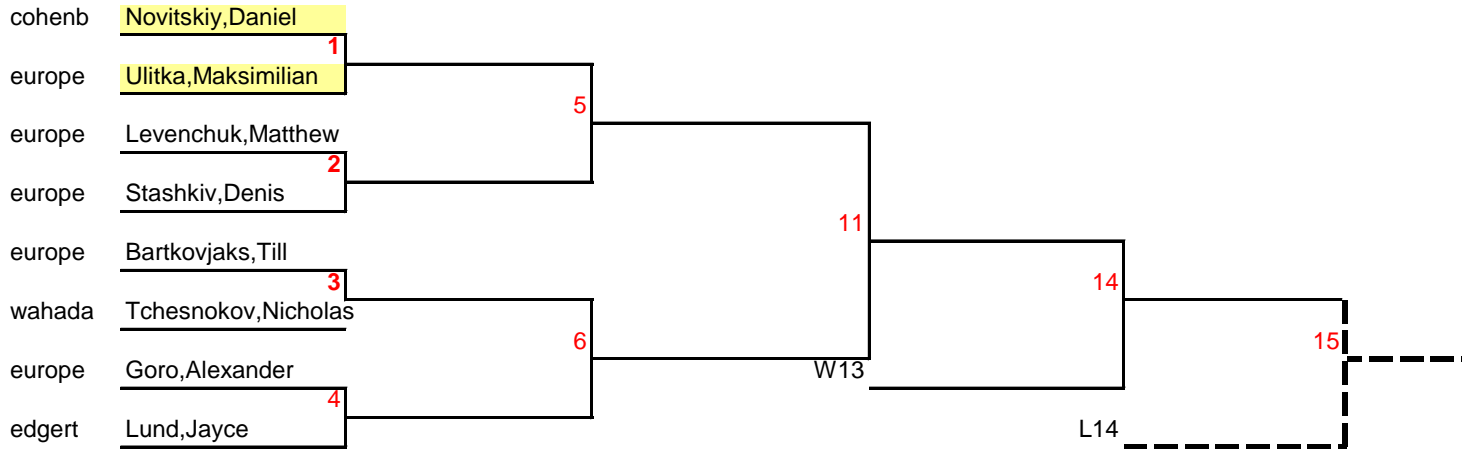 cohenb Novitskiy,Daniel
1
europe Ulitka,Maksimilian
5
europe Levenchuk,Matthew
2
europe Stashkiv,Denis
11
europe Bartkovjaks,Till
3 14
wahada Tchesnokov,Nicholas
6 15
europe Goro,Alexander W13
4
edgert Lund,Jayce L14